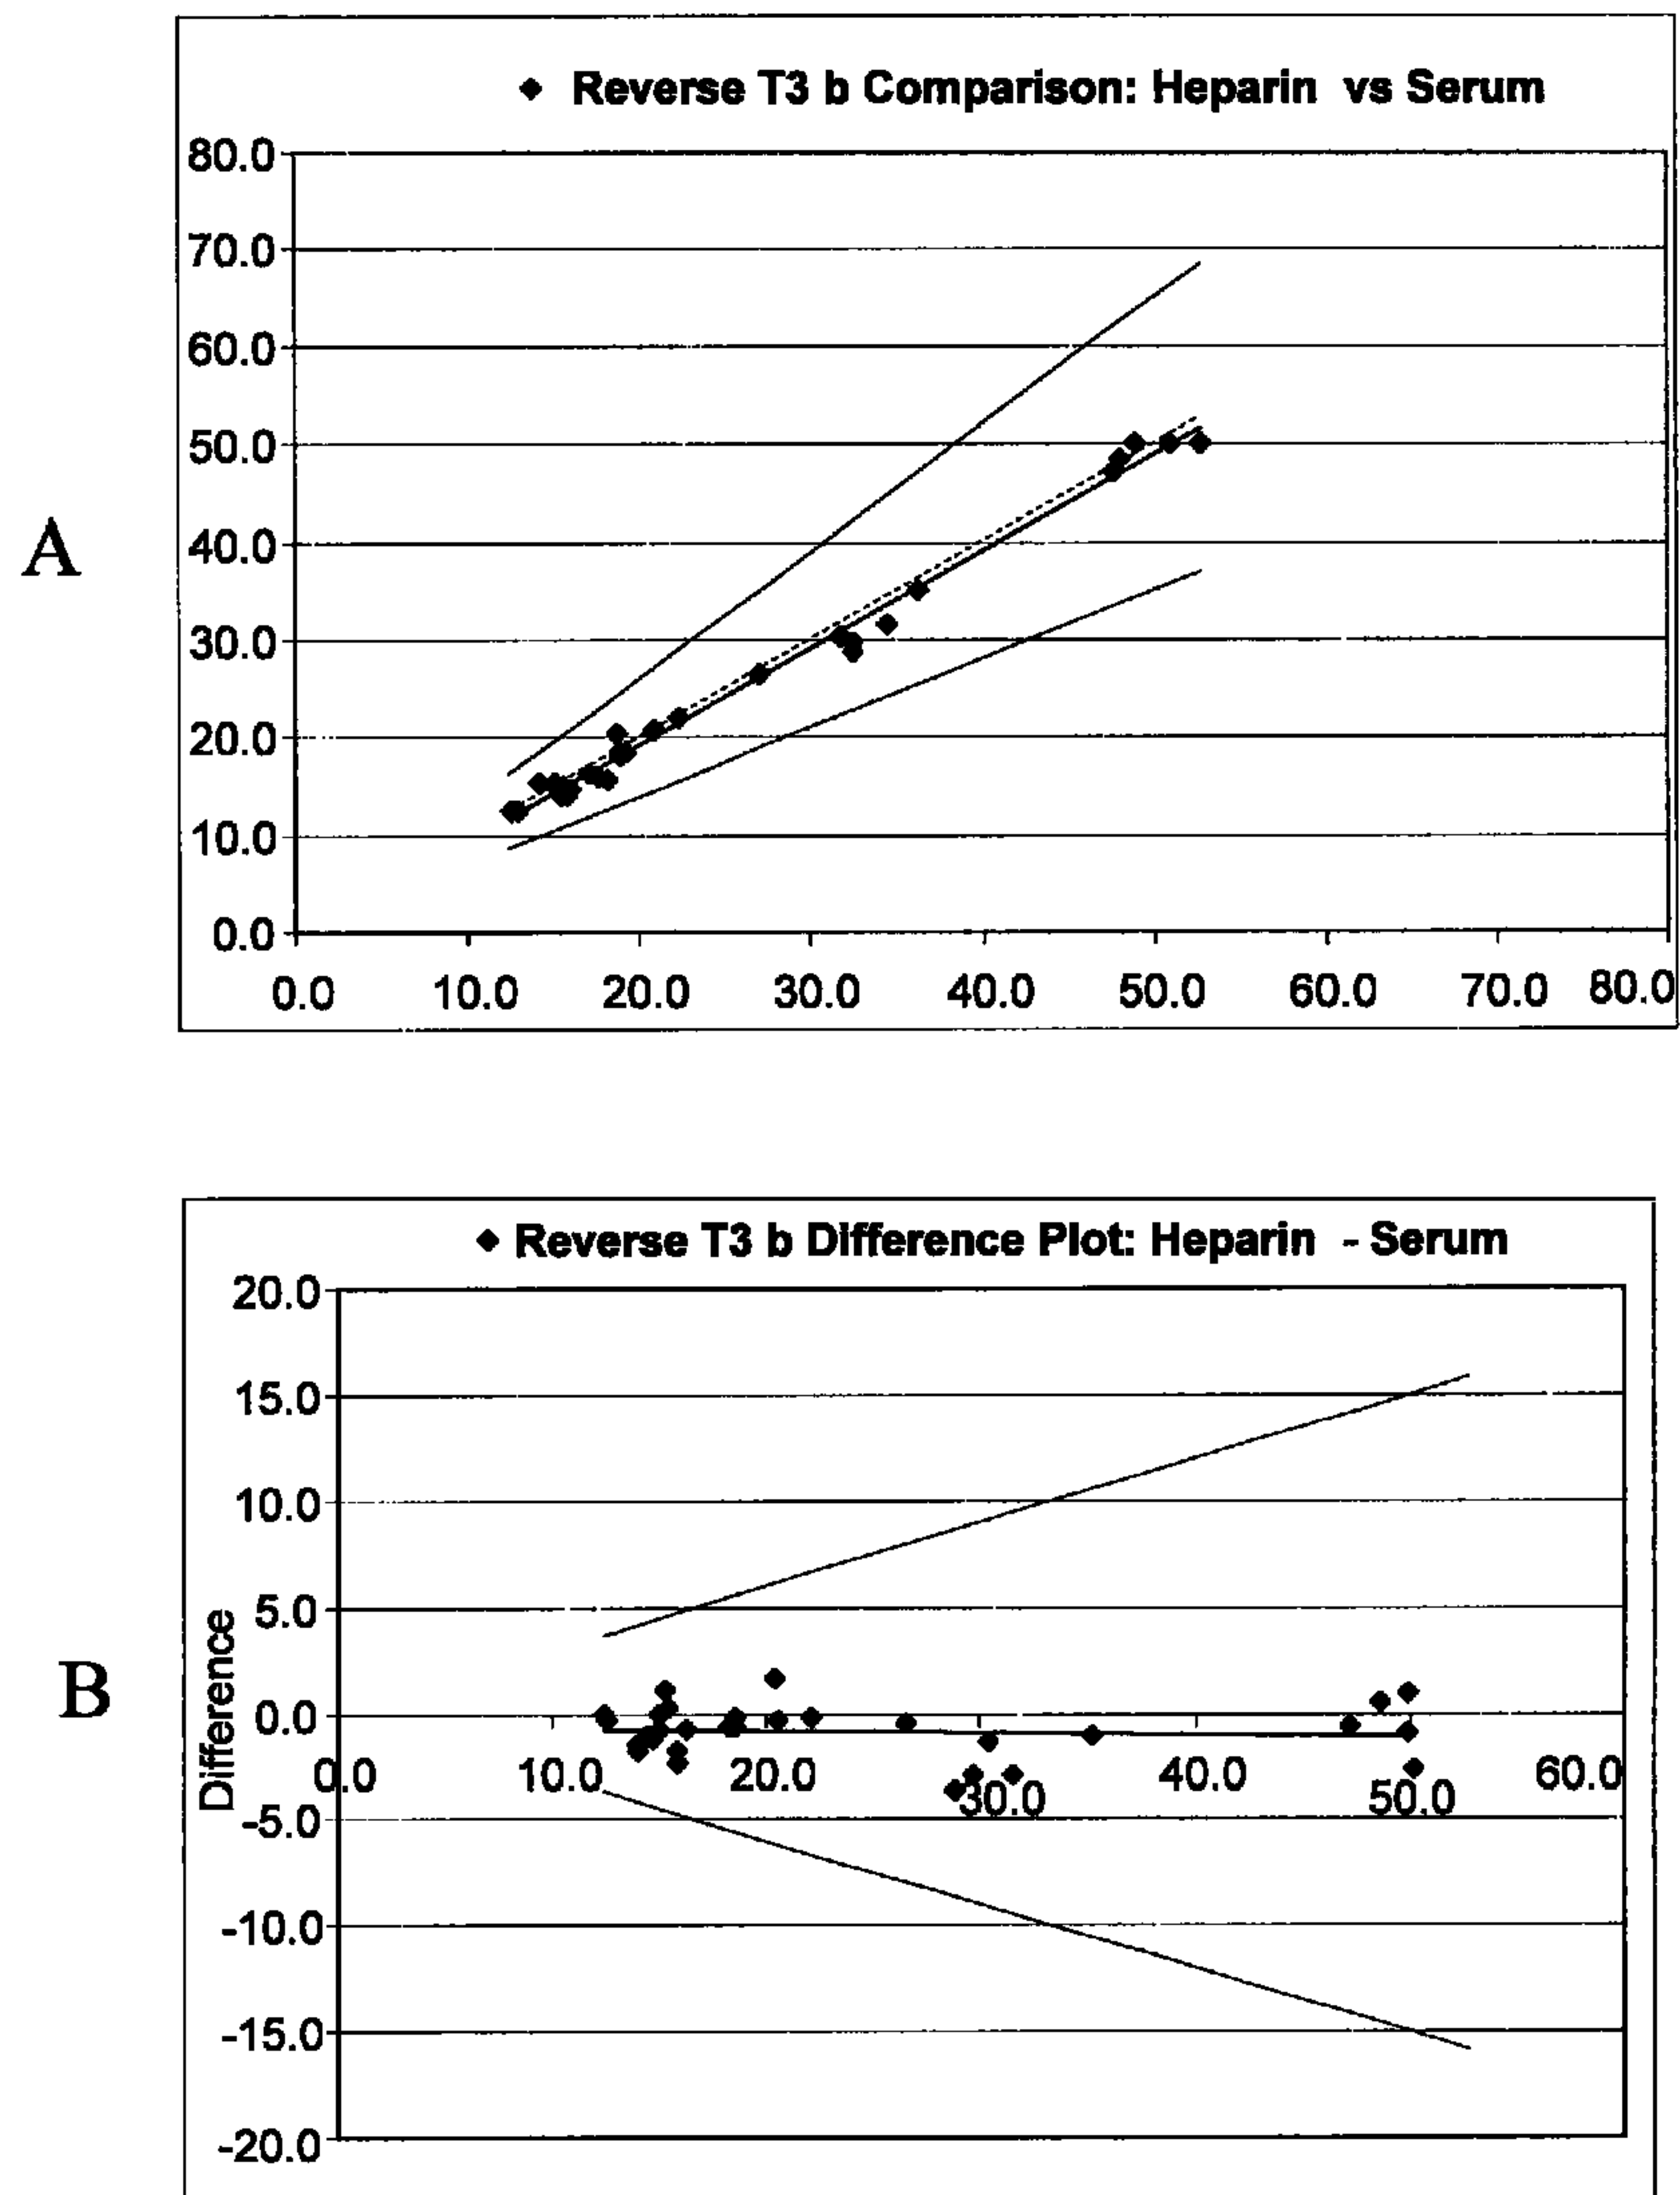 ◆ Reverse T3 b Comparison: Heparin vs Serum
80.0
70.0
60.0
50.0
40.0
30.0
20.0
10.0
0.0
0.0 10.0 20.0 30.0 40.0 50.0 60.0 70.0 80.0
A
◆ Reverse T3 b Difference Plot: Heparin - Serum
20.0
15.0
10.0
5.0
0.0
-5.0
-10.0
-15.0
-20.0
0.0 10.0 20.0 30.0 40.0 50.0 60.0
Difference
B